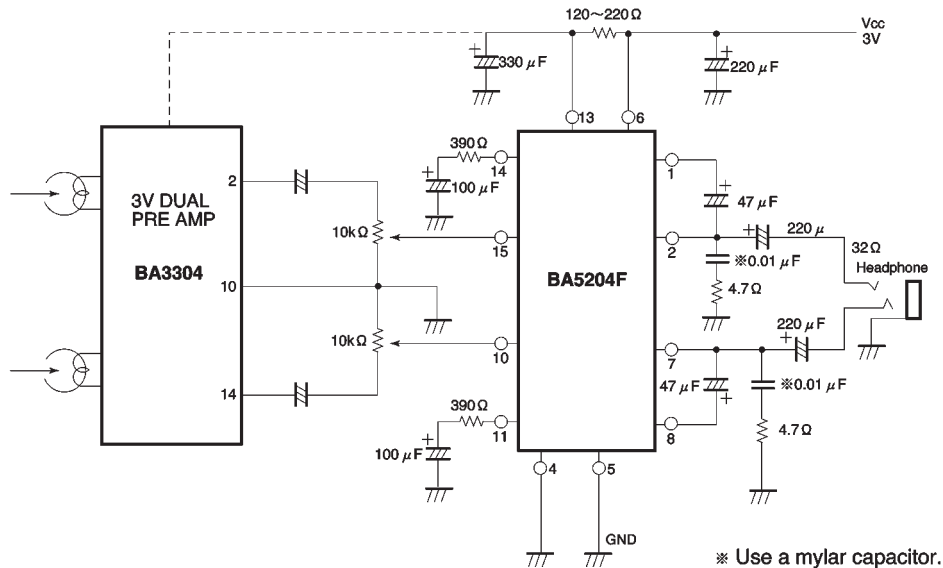 120～220Ω
Vcc
3V
330 μF
220 μF
13
6
390Ω
14
100 μF
1
2
3V DUAL
PRE AMP
BA3304
10kΩ
15
47 μF
220 μ
2
※0.01 μF
32Ω
Headphone
BA5204F
10
4.7Ω
10kΩ
10
220 μF
7
14
390Ω
11
47 μF
※0.01 μF
8
4.7Ω
100 μF
4
5
GND
※ Use a mylar capacitor.